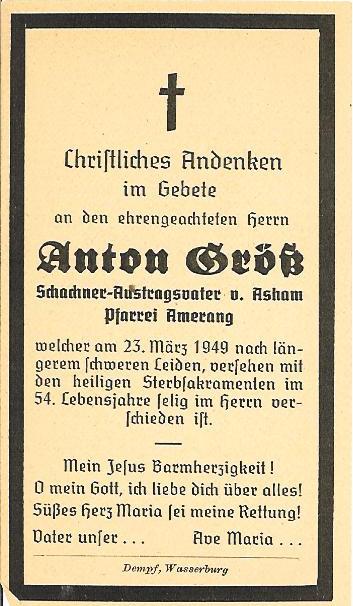 Christliches Andenken
im Gebete
an den ehrengeachteten Herrn
Anton Größ
Schachner-Austragsvater v. Asham
Pfarrei Amerang
welcher am 23. März 1949 nach län-
gerem schweren Leiden, versehen mit
den heiligen Sterbsakramenten im
54. Lebensjahre selig im Herrn ver-
schieden ist.
Mein Jesus Barmherzigkeit!
O mein Gott, ich liebe dich über alles!
Süßes Herz Maria sei meine Rettung!
Vater unser . . . Ave Maria . . .
Dempf, Wasserburg